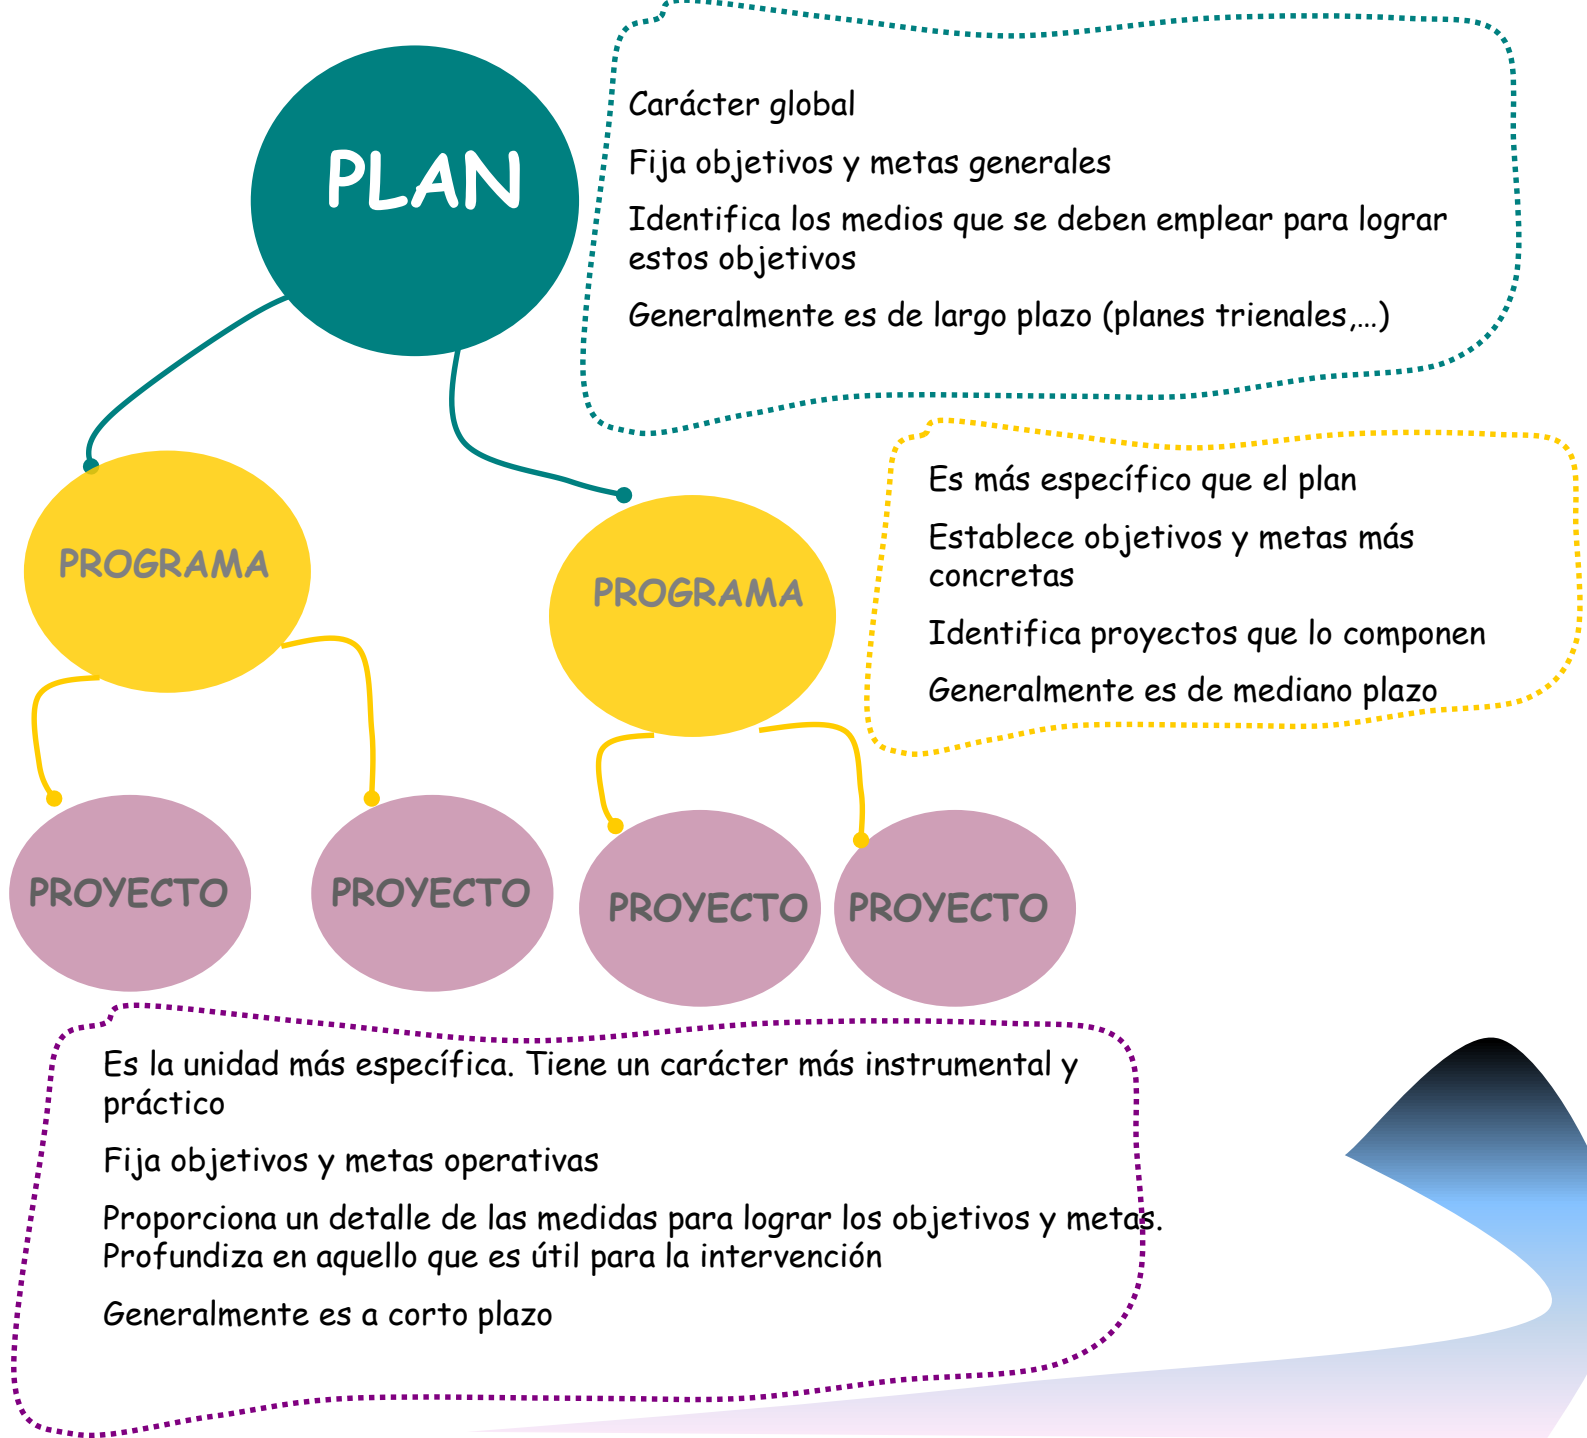 PLAN
Carácter global
Fija objetivos y metas generales
Identifica los medios que se deben emplear para lograr
estos objetivos
Generalmente es de largo plazo (planes trienales,…)
PROGRAMA
PROGRAMA
Es más específico que el plan
Establece objetivos y metas más
concretas
Identifica proyectos que lo componen
Generalmente es de mediano plazo
PROYECTO
PROYECTO
PROYECTO
PROYECTO
Es la unidad más específica. Tiene un carácter más instrumental y
práctico
Fija objetivos y metas operativas
Proporciona un detalle de las medidas para lograr los objetivos y metas.
Profundiza en aquello que es útil para la intervención
Generalmente es a corto plazo